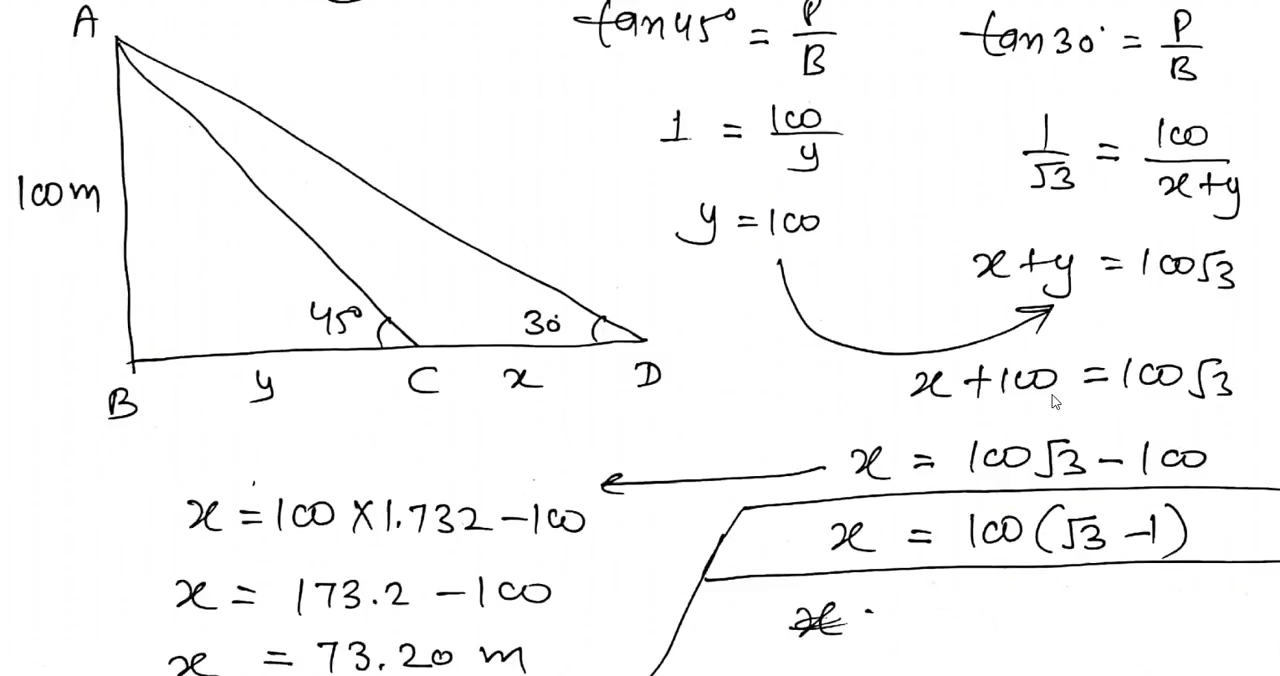 A
100m
45°
30°
B
y
C
x
D
tan45° = P/B
1 = 100/y
y = 100
tan30° = P/B
1/√3 = 100/x+y
x+y = 100√3
x+100 = 100√3
x = 100√3 - 100
x = 100(√3 -1)
x = 100 × 1.732 - 100
x = 173.2 - 100
x = 73.20 m